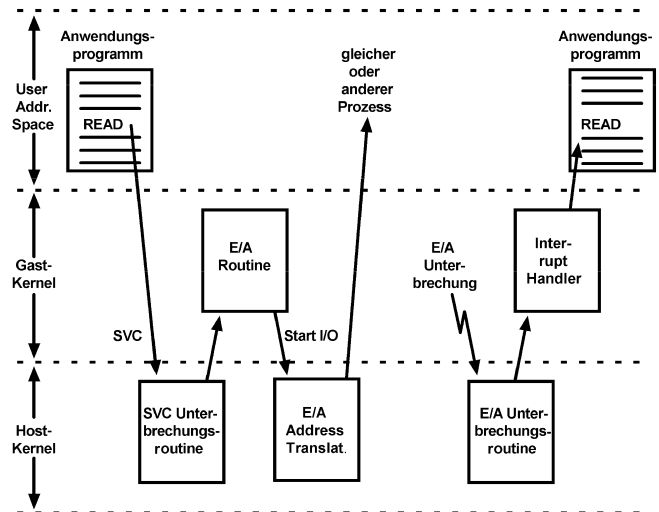 Anwendungs-
programm
User
Addr.
Space
READ
gleicher
oder
anderer
Prozess
Anwendungs-
programm
READ
Gast-
Kernel
E/A
Routine
SVC
Start I/O
E/A
Unter-
brechung
Inter-
rupt
Handler
Host-
Kernel
SVC Unter-
brechungs-
routine
E/A
Address
Translat.
E/A Unter-
brechungs-
routine